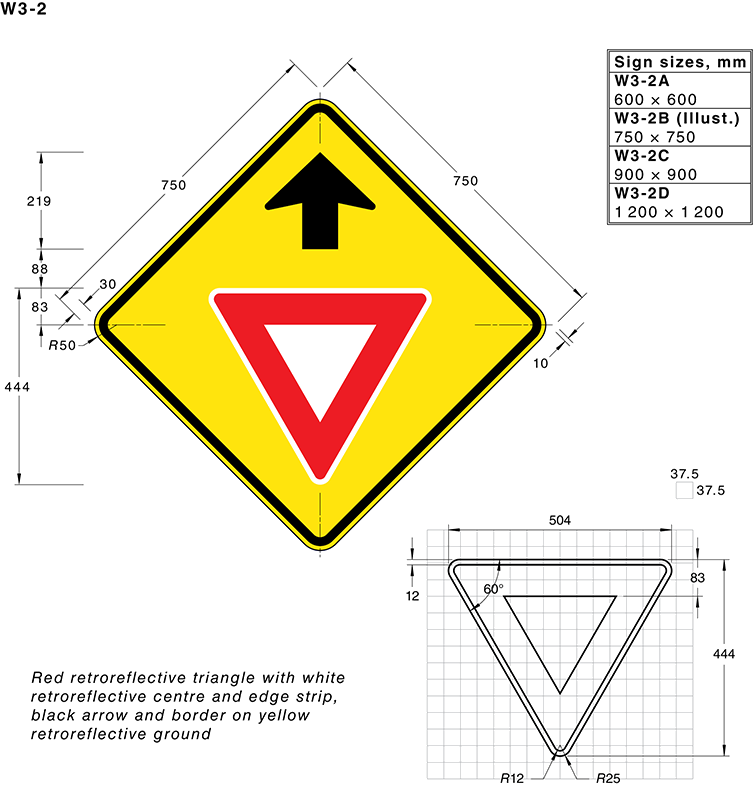 W3-2
Sign sizes, mm
W3-2A
600 × 600
W3-2B (Illust.)
750 × 750
W3-2C
900 × 900
W3-2D
1 200 × 1 200
750
750
219
88
30
83
R50
444
10
37.5
37.5
504
12
60°
83
444
R12
R25
Red retroreflective triangle with white
retroreflective centre and edge strip,
black arrow and border on yellow
retroreflective ground